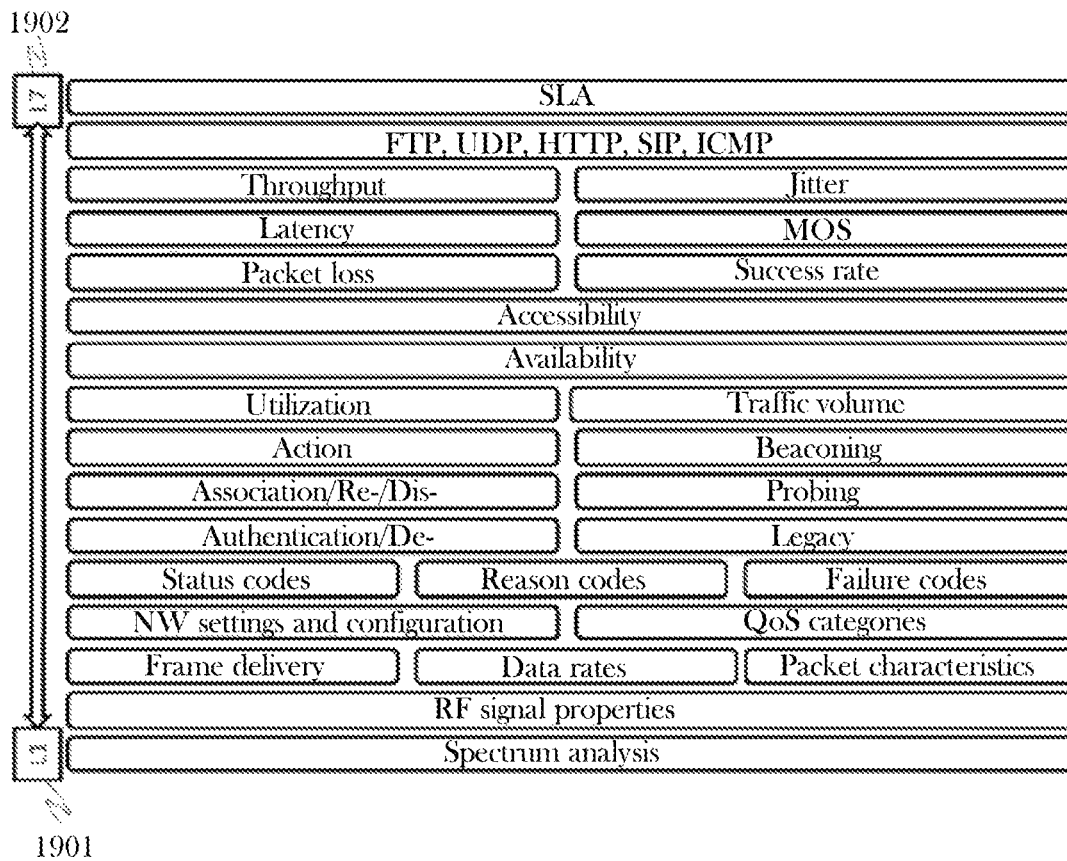 1902
L7
SLA
FTP, UDP, HTTP, SIP, ICMP
Throughput
Jitter
Latency
MOS
Packet loss
Success rate
Accessibility
Availability
Utilization
Traffic volume
Action
Beaconing
Association/Re-/Dis-
Probing
Authentication/De-
Legacy
Status codes
Reason codes
Failure codes
NW settings and configuration
QoS categories
Frame delivery
Data rates
Packet characteristics
RF signal properties
L1
Spectrum analysis
1901